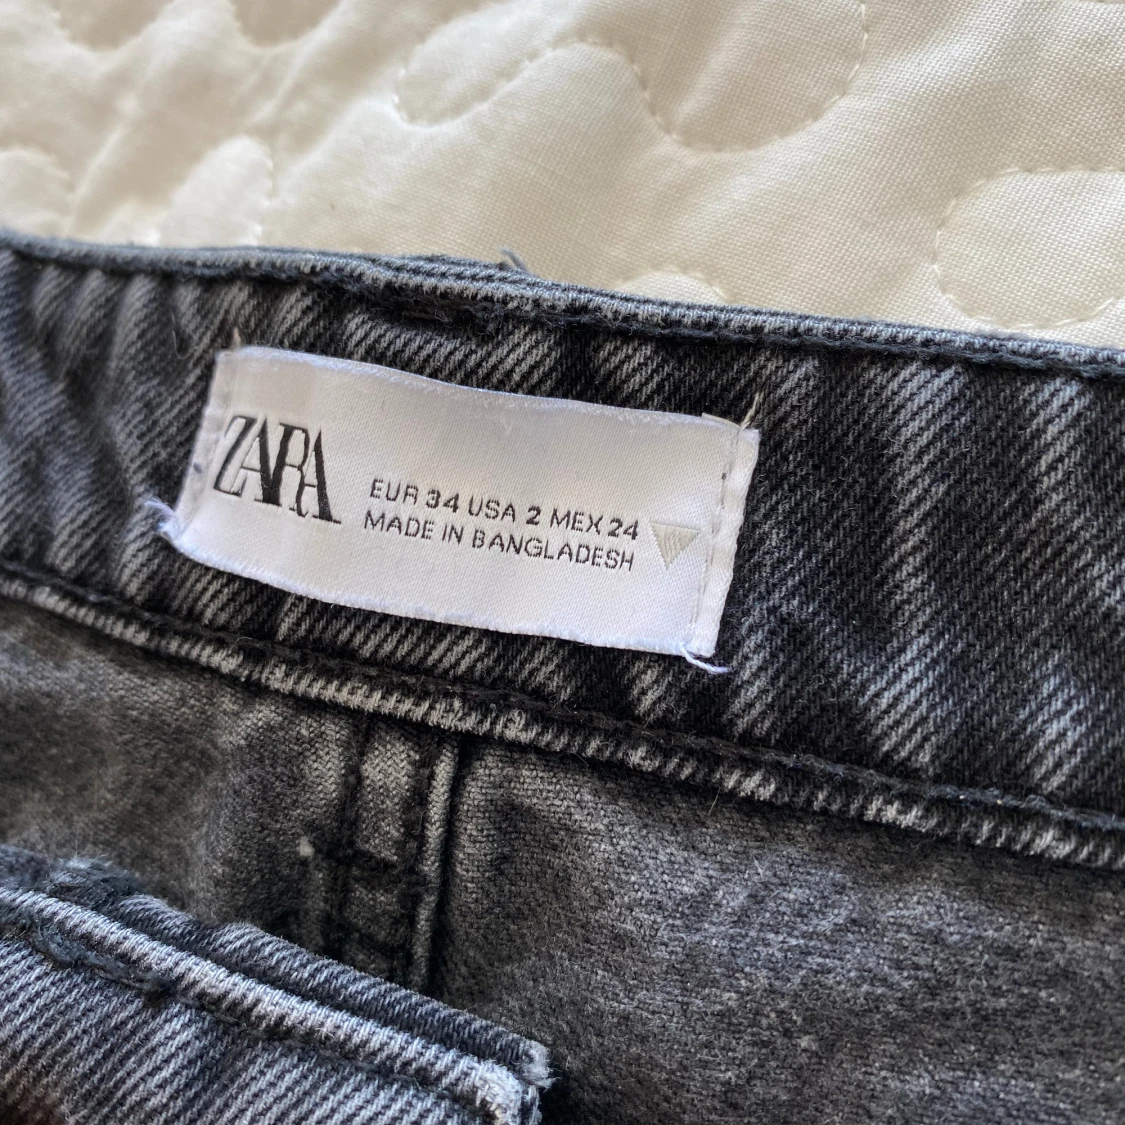 ZARA
EUR 34 USA 2 MEX 24
MADE IN BANGLADESH